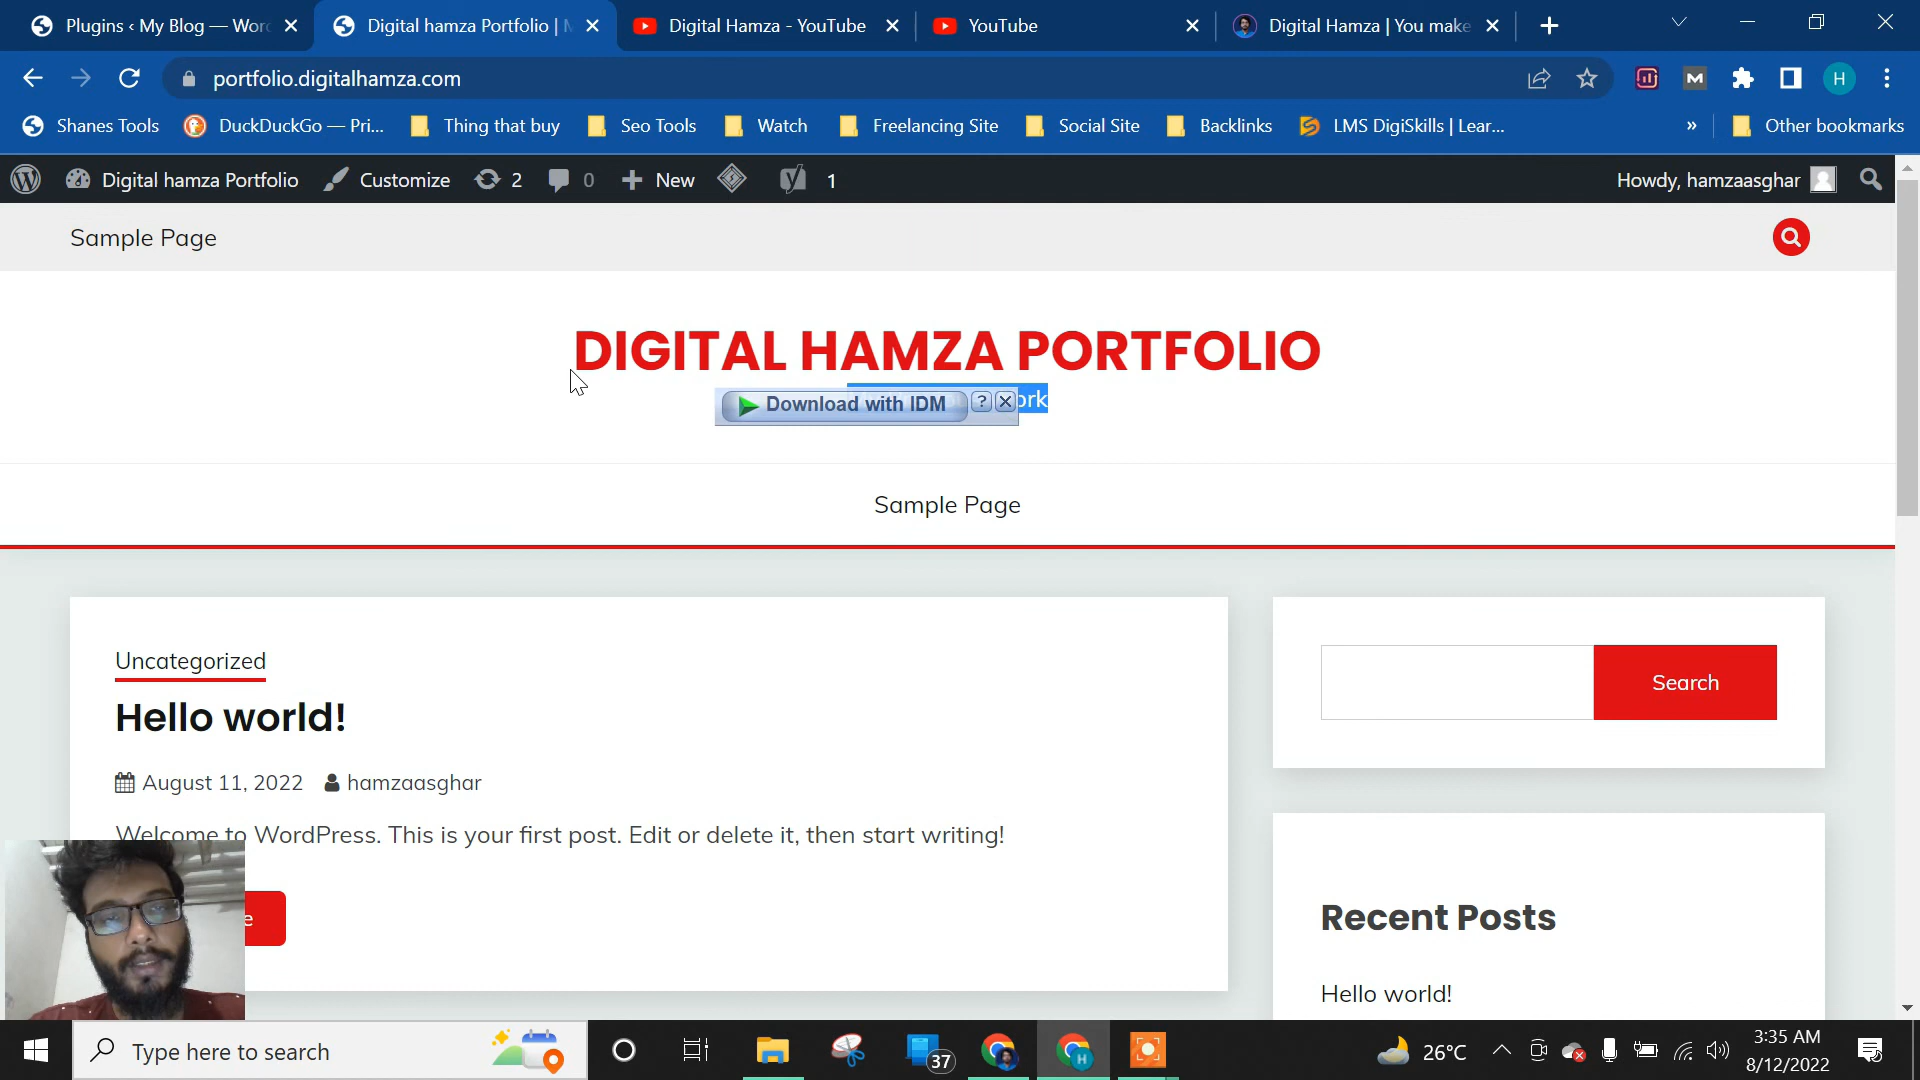 Plugins ‹ My Blog — Wor
Digital hamza Portfolio |
Digital Hamza - YouTube
YouTube
Digital Hamza | You make
portfolio.digitalhamza.com
H
Shanes Tools
DuckDuckGo — Pri...
Thing that buy
Seo Tools
Watch
Freelancing Site
Social Site
Backlinks
LMS DigiSkills | Lear...
»
Other bookmarks
Digital hamza Portfolio
Customize
2
0
New
1
Howdy, hamzaasghar
Sample Page
DIGITAL HAMZA PORTFOLIO
Download with IDM
?
ork
Sample Page
Uncategorized
Hello world!
August 11, 2022
hamzaasghar
Welcome to WordPress. This is your first post. Edit or delete it, then start writing!
e
Search
Recent Posts
Hello world!
Type here to search
37
26°C
3:35 AM
8/12/2022